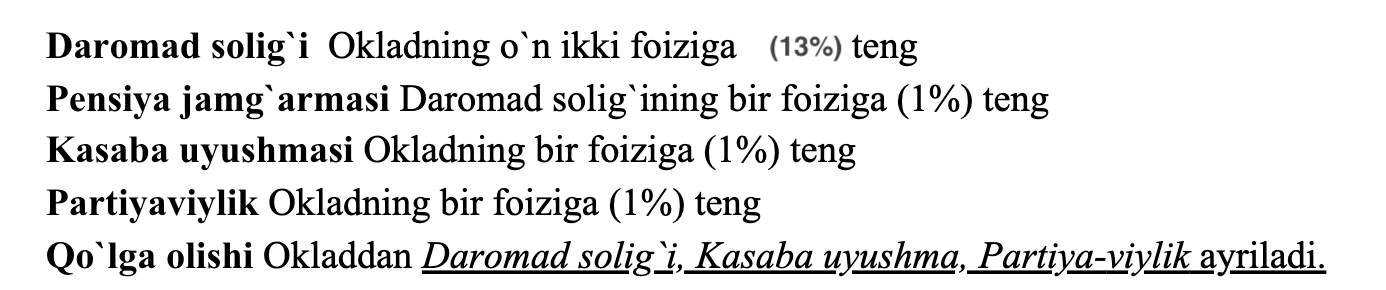 Daromad solig`i Okladning o`n ikki foiziga (13%) teng
Pensiya jamg`armasi Daromad solig`ining bir foiziga (1%) teng
Kasaba uyushmasi Okladning bir foiziga (1%) teng
Partiyaviylik Okladning bir foiziga (1%) teng
Qo`lga olishi Okladdan Daromad solig`i, Kasaba uyushma, Partiya-viylik ayriladi.